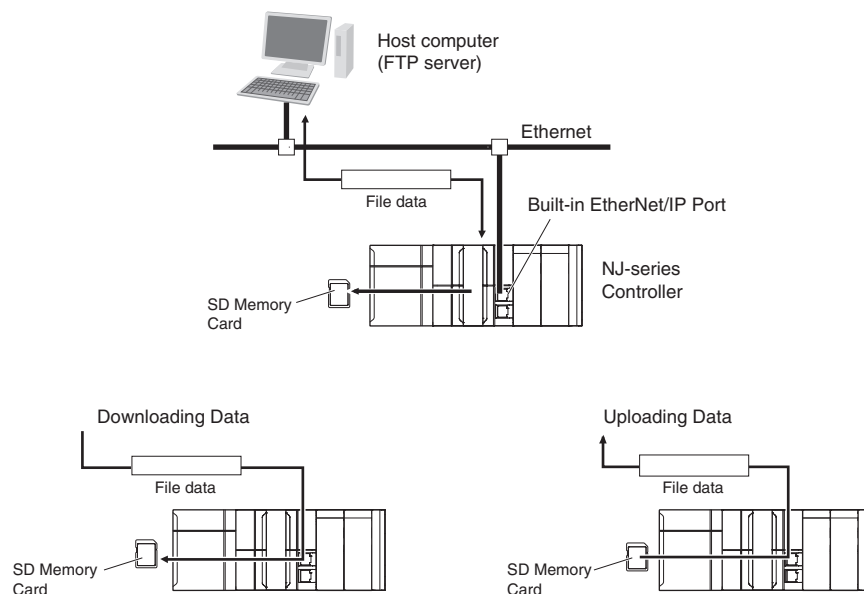 Host computer
(FTP server)
Ethernet
File data
Built-in EtherNet/IP Port
NJ-series
Controller
SD Memory
Card
Downloading Data
File data
SD Memory
Card
Uploading Data
File data
SD Memory
Card